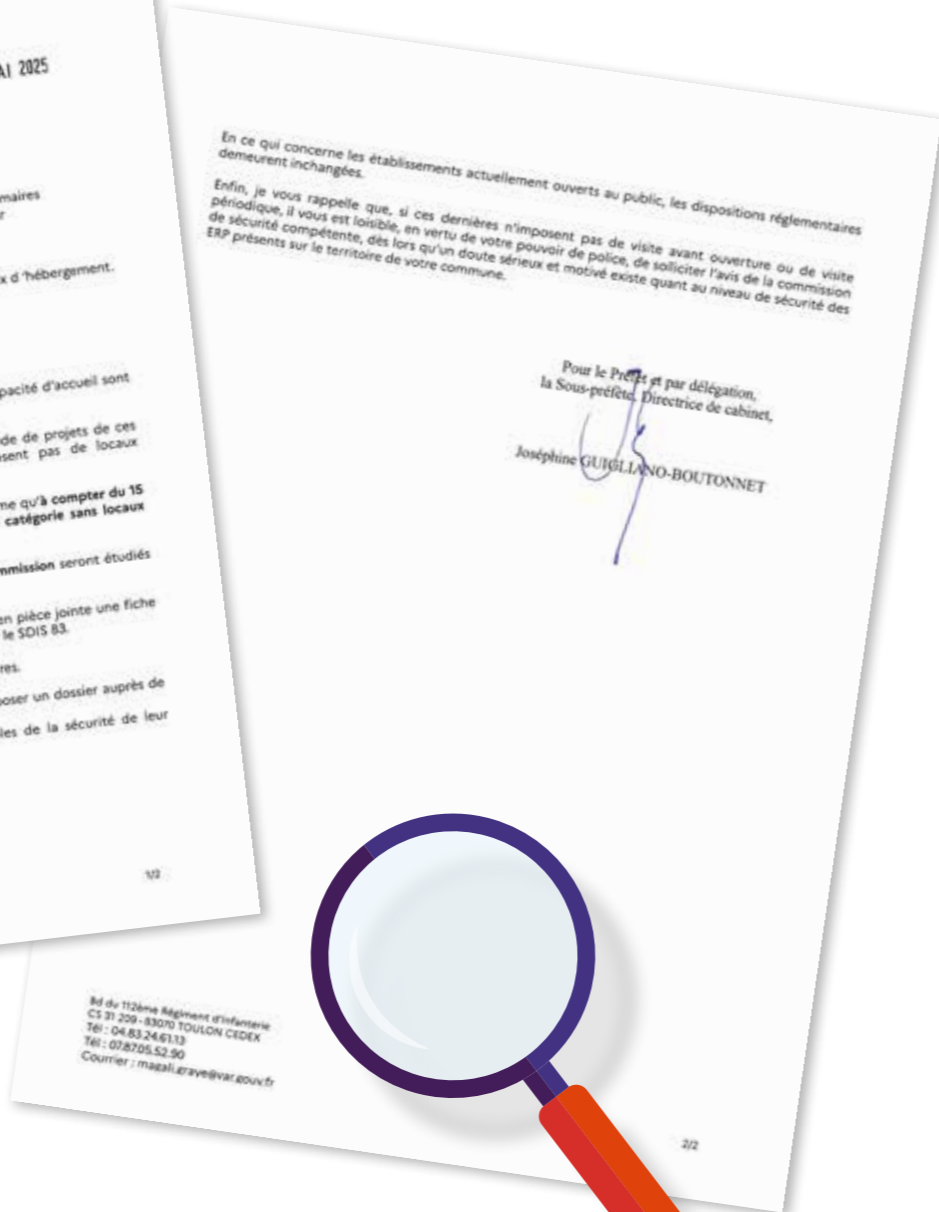 AI 2025
maires
r
x d 'hébergement.
pacité d'accueil sont
de de projets de ces
sent pas de locaux
me qu'à compter du 15
catégorie sans locaux
mmission seront étudiés
en pièce jointe une fiche
le SDIS 83.
res.
poser un dossier auprès de
les de la sécurité de leur
1/2
En ce qui concerne les établissements actuellement ouverts au public, les dispositions réglementaires
demeurent inchangées.
Enfin, je vous rappelle que, si ces dernières n'imposent pas de visite avant ouverture ou de visite
périodique, il vous est loisible, en vertu de votre pouvoir de police, de solliciter l'avis de la commission
de sécurité compétente, dès lors qu'un doute sérieux et motivé existe quant au niveau de sécurité des
ERP présents sur le territoire de votre commune.
Pour le Préfet et par délégation,
la Sous-préfète, Directrice de cabinet,
Joséphine GUIGLIANO-BOUTONNET
Bd du 112ème Régiment d'Infanterie
CS 31 209 - 83070 TOULON CEDEX
Tél : 04.83.24.61.13
Tél : 07.87.05.52.90
Courrier : magali.graye@var.gouv.fr
2/2